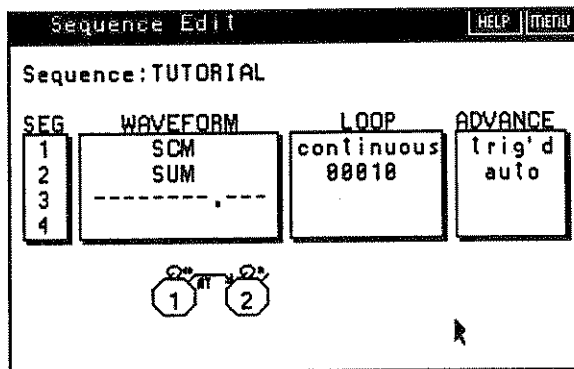 Sequence Edit HELP MENU
Sequence:TUTORIAL
SEG WAVEFORM LOOP ADVANCE
1 SCM continuous trig'd
2 SUM 00010 auto
3 --------.---
4
1 2